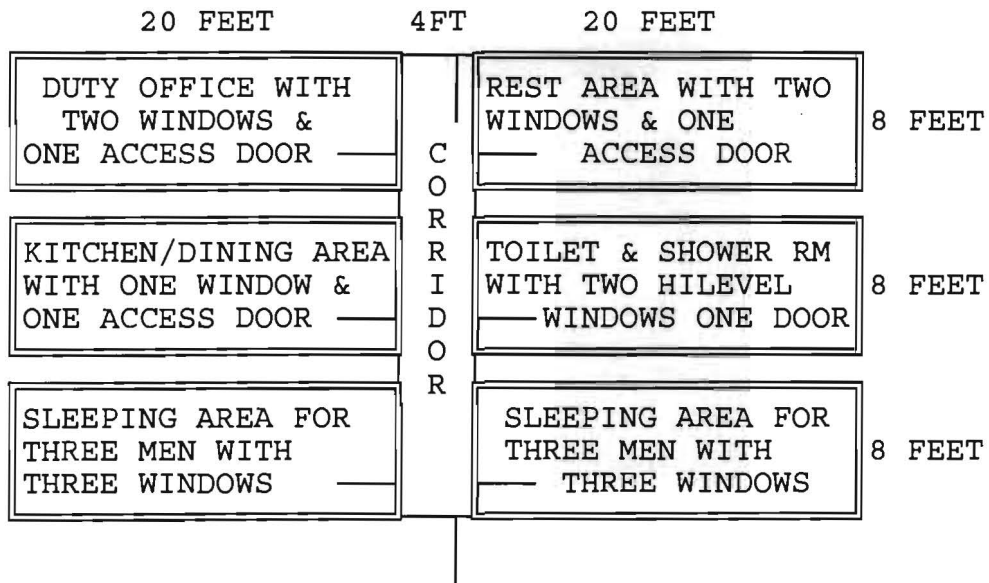 20 FEET 4FT 20 FEET
DUTY OFFICE WITH
TWO WINDOWS &
ONE ACCESS DOOR
REST AREA WITH TWO
WINDOWS & ONE
ACCESS DOOR
8 FEET
CORRIDOR
KITCHEN/DINING AREA
WITH ONE WINDOW &
ONE ACCESS DOOR
TOILET & SHOWER RM
WITH TWO HILEVEL
WINDOWS ONE DOOR
8 FEET
SLEEPING AREA FOR
THREE MEN WITH
THREE WINDOWS
SLEEPING AREA FOR
THREE MEN WITH
THREE WINDOWS
8 FEET